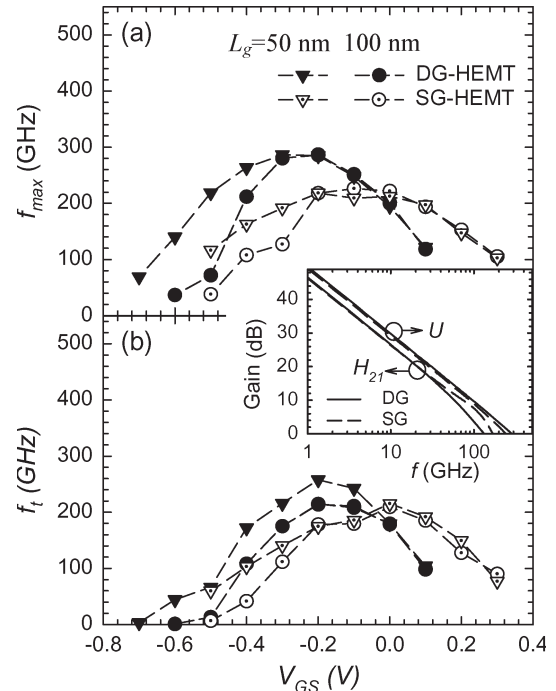 (a)
L_g=50 nm 100 nm
DG-HEMT
SG-HEMT
500
400
300
200
100
0
f_max (GHz)
(b)
500
400
300
200
100
0
f_t (GHz)
40
30
20
10
0
Gain (dB)
U
H_21
DG
SG
1 10 100
f (GHz)
-0.8 -0.6 -0.4 -0.2 0.0 0.2 0.4
V_GS (V)